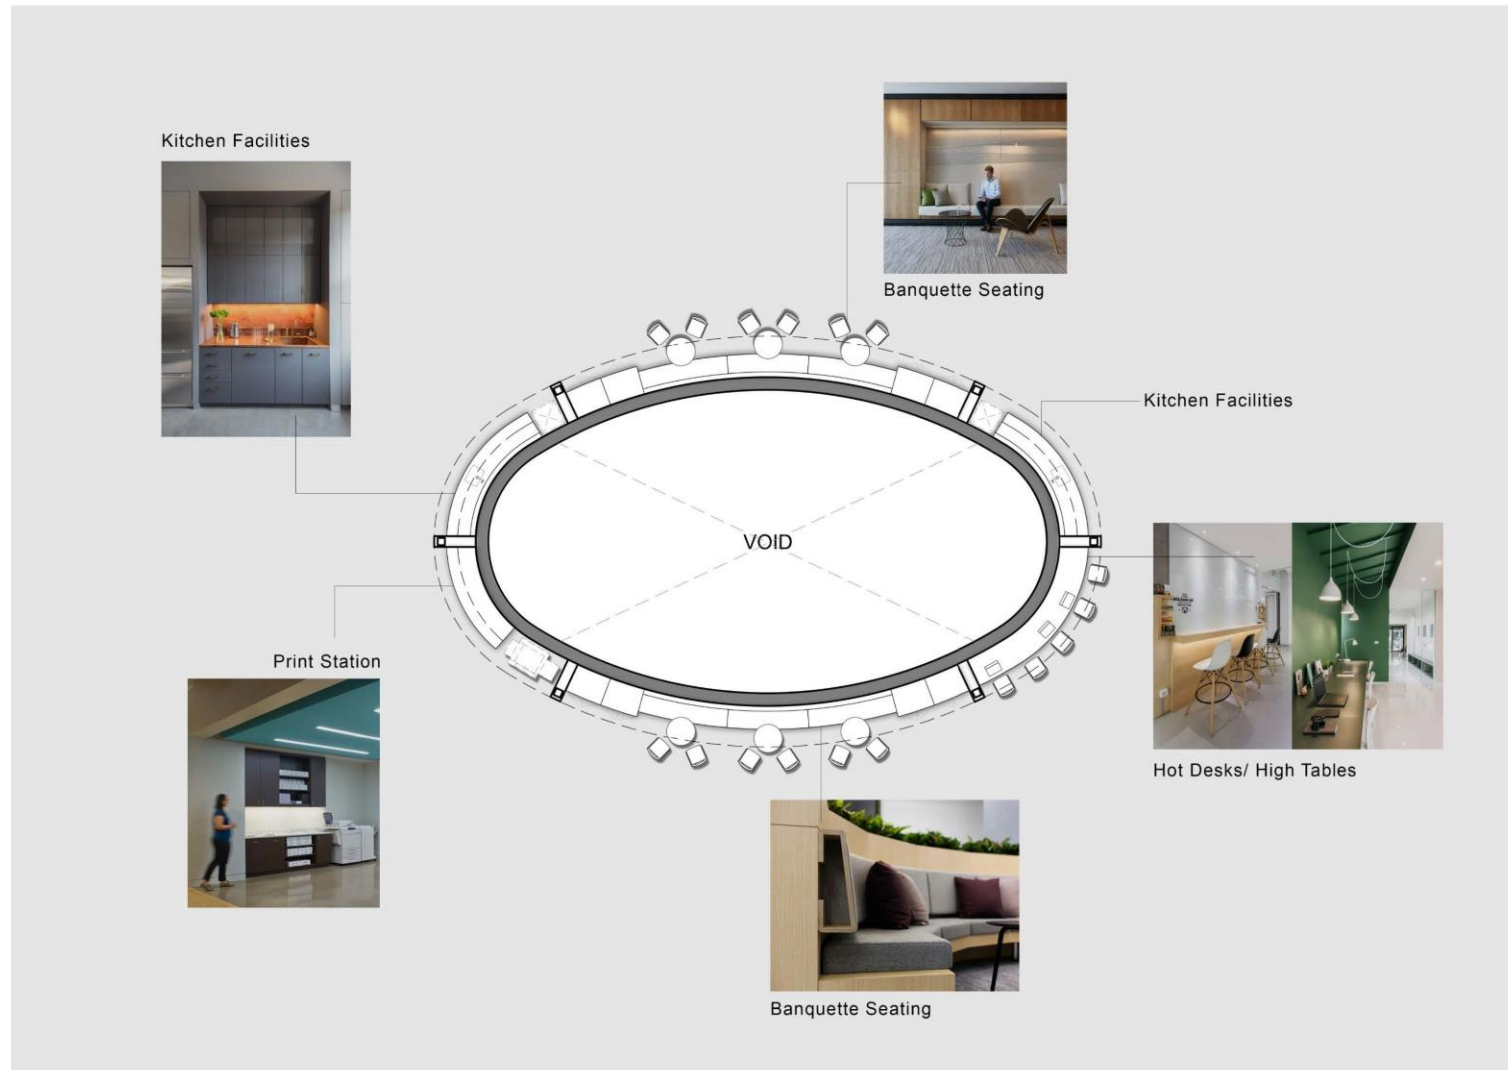 Kitchen Facilities
Banquette Seating
Kitchen Facilities
VOID
Print Station
Hot Desks/ High Tables
Banquette Seating